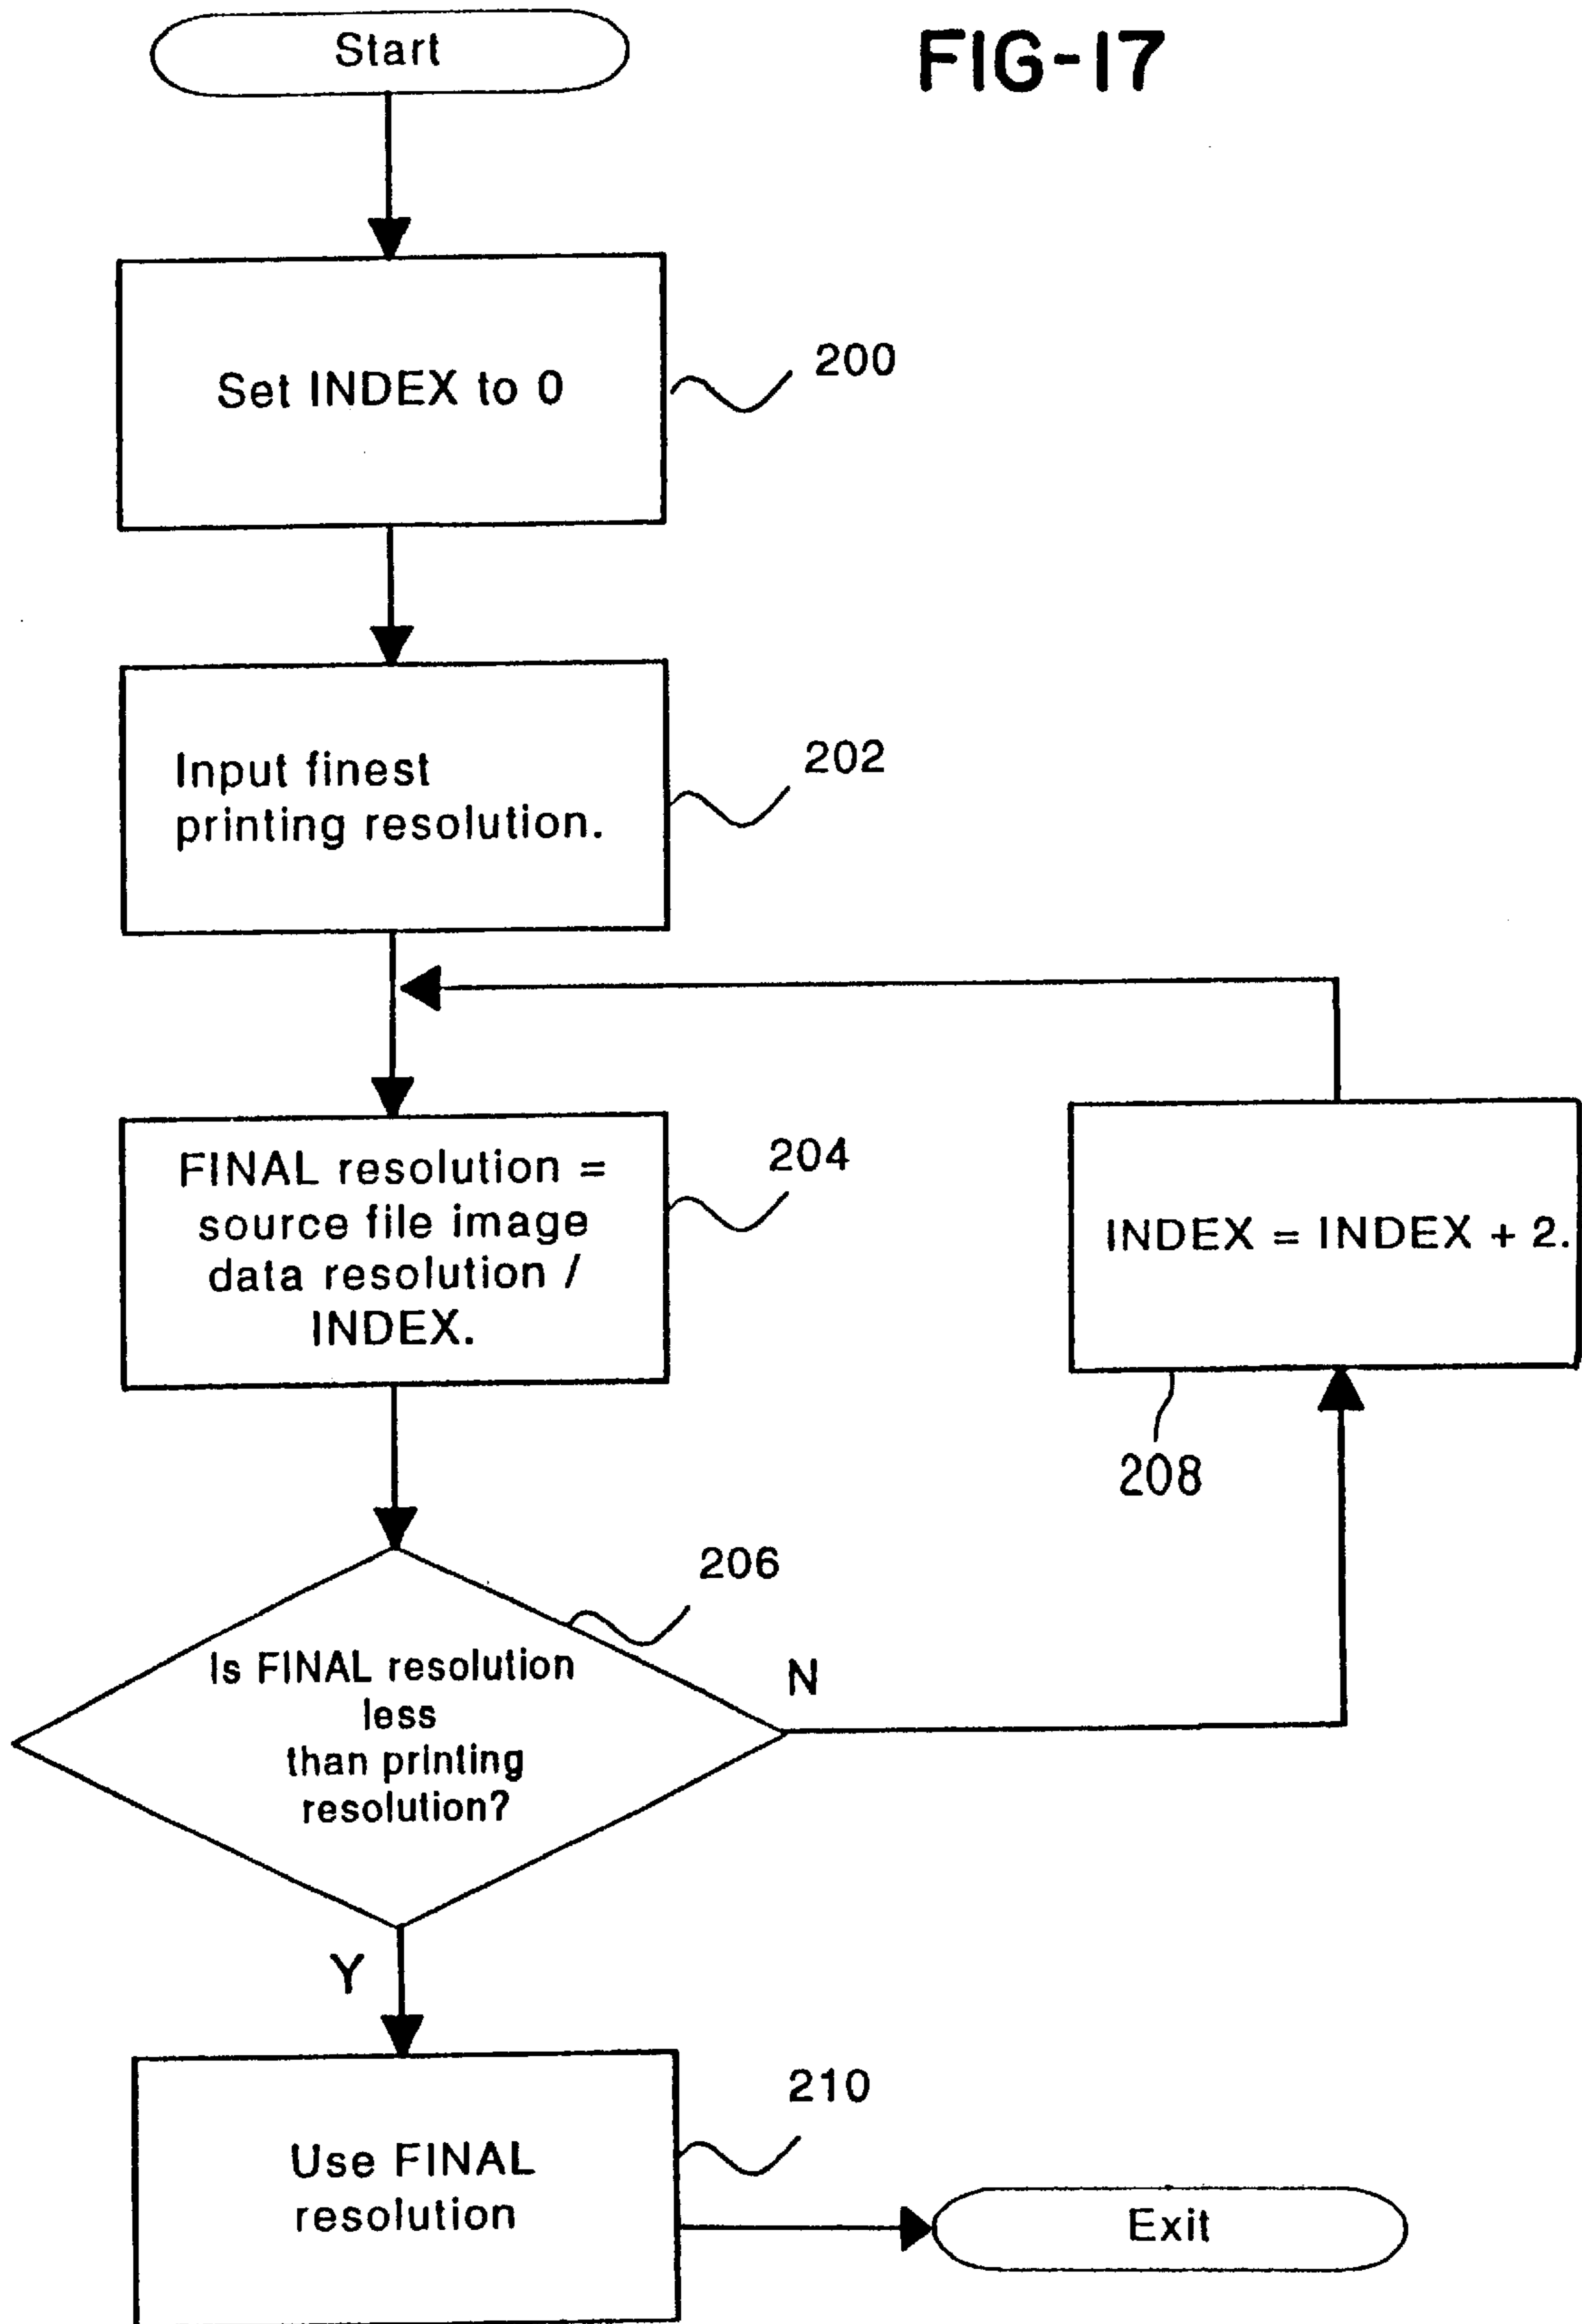 FIG-17
Start
Set INDEX to 0
200
Input finest
printing resolution.
202
FINAL resolution =
source file image
data resolution /
INDEX.
204
INDEX = INDEX + 2.
208
Is FINAL resolution
less
than printing
resolution?
206
N
Y
Use FINAL
resolution
210
Exit